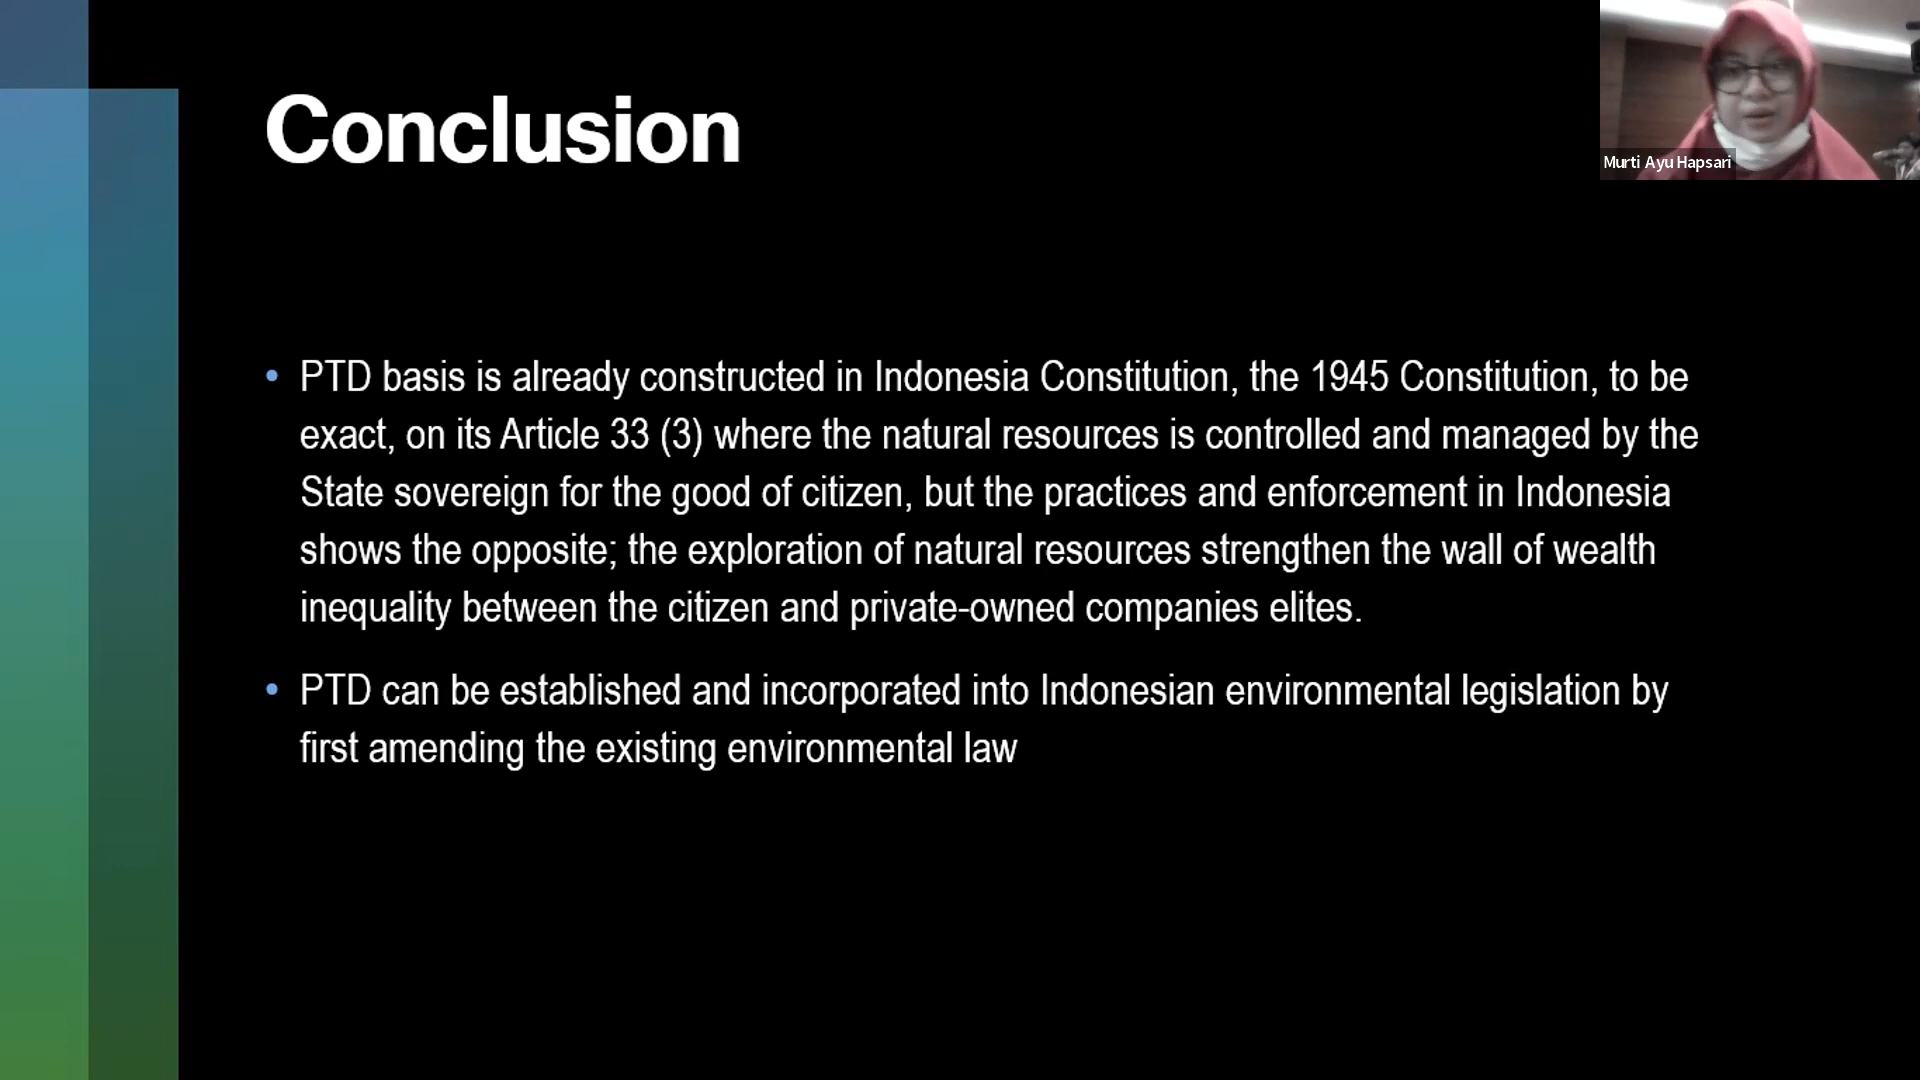 Conclusion
Murti Ayu Hapsari
• PTD basis is already constructed in Indonesia Constitution, the 1945 Constitution, to be
exact, on its Article 33 (3) where the natural resources is controlled and managed by the
State sovereign for the good of citizen, but the practices and enforcement in Indonesia
shows the opposite; the exploration of natural resources strengthen the wall of wealth
inequality between the citizen and private-owned companies elites.
• PTD can be established and incorporated into Indonesian environmental legislation by
first amending the existing environmental law